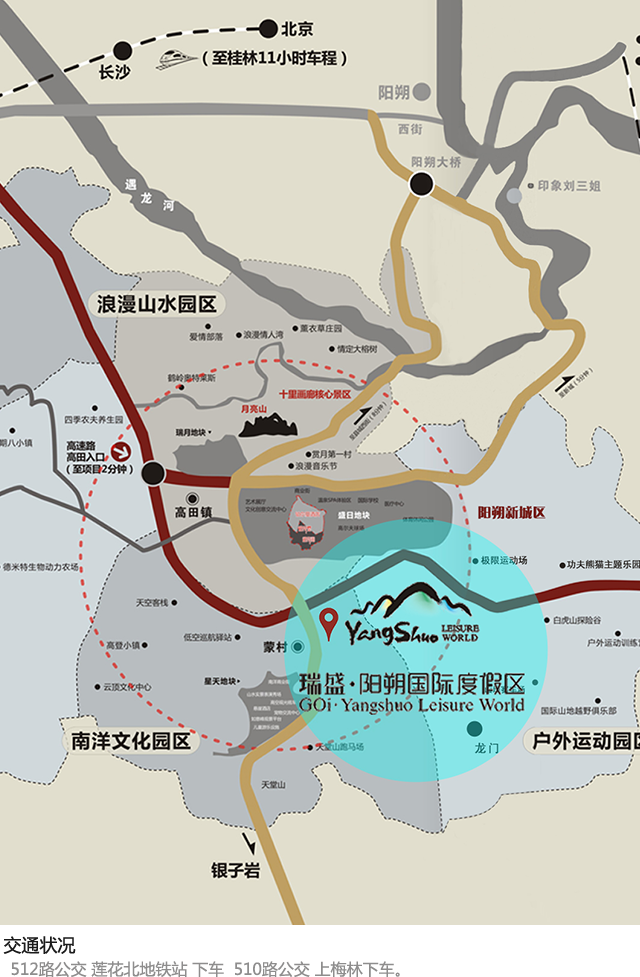 北京
长沙
(至桂林11小时车程)
阳朔
西街
阳朔大桥
印象刘三姐
遇龙河
浪漫山水园区
爱情部落
浪漫情人湾
薰衣草庄园
情定大榕树
鹤岭奥特莱斯
十里画廊核心景区
月亮山
四季农夫养生园
瑞月地块
高速路
高田入口
(至项目2分钟)
赏月第一村
浪漫音乐节
高田镇
盛日地块
阳朔新城区
极限运动场
德米特生物动力农场
功夫熊猫主题乐园
天空客栈
白虎山探险谷
低空巡航驿站
高登小镇
蒙村
YangShuo LEISURE WORLD
户外运动训练
星天地块
瑞盛·阳朔国际度假区
GOi·Yangshuo Leisure World
云顶文化中心
国际山地越野俱乐部
南洋文化园区
天堂山跑马场
龙门
户外运动园区
天堂山
银子岩
交通状况
512路公交 莲花北地铁站 下车 510路公交 上梅林下车。